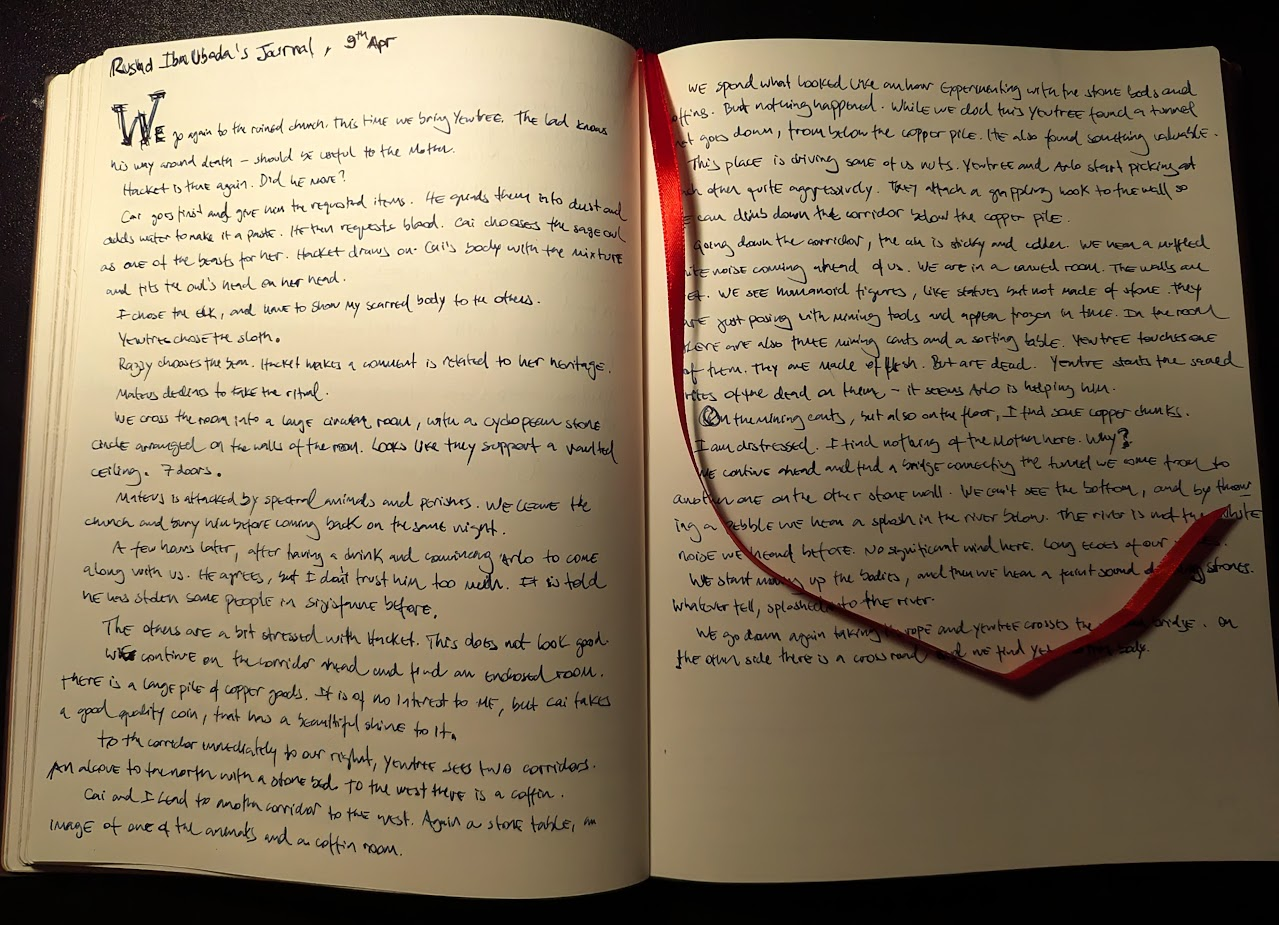 Rushd Ibn Ubada's Journal, 9th Apr
We go again to the ruined church. This time we bring Yewtree. The lad knows
his way around death – should be useful to the Mother.
Hacket is there again. Did he move?
Cai goes first and give him the requested items. He grinds them into dust and
adds water to make it a paste. He then requests blood. Cai chooses the sage owl
as one of the beasts for her. Hacket draws on Cai's body with the mixture
and fits the owl's head on her head.
I chose the elk, and have to show my scarred body to the others.
Yewtree chose the sloth.
Razzy chooses the . Hacket makes a comment is related to her heritage.
Mateus declines to take the ritual.
We cross the room into a large circular room, with a cyclopean stone
circle arranged on the walls of the room. Looks like they support a vaulted
ceiling. 7 doors.
Mateus is attacked by spectral animals and perishes. We leave the
church and bury him before coming back on the same night.
A few hours later, after having a drink and convincing Arlo to come
along with us. He agrees, but I don't trust him too much. It is told
he has stolen some people in before.
The others are a bit stressed with Hacket. This does not look good.
We continue on the corridor ahead and find an enclosed room.
There is a large pile of copper goods. It is of no interest to me, but Cai takes
a good quality coin, that has a beautiful shine to it.
To the corridor immediately to our right, Yewtree sees two corridors.
An alcove to the north with a stone bed. To the west there is a coffin.
Cai and I lead to another corridor to the west. Again a stone table, an
image of one of the animals and a coffin room.
We spend what looked like an hour experimenting with the stone beds and
offins. But nothing happened. While we did this Yewtree found a tunnel
at goes down, from below the copper pile. He also found something valuable.
This place is driving some of us nuts. Yewtree and Arlo start picking at
ch other quite aggressively. They attach a grappling hook to the wall so
e can climb down the corridor below the copper pile.
Going down the corridor, the air is sticky and colder. We hear a muffled
ite noise coming ahead of us. We are in a carved room. The walls are
et. We see humanoid figures, like statues but not made of stone. They
are just posing with mining tools and appear frozen in time. In the room
there are also three mining carts and a sorting table. Yewtree touches one
of them. They are made of flesh. But are dead. Yewtree starts the sacred
rites of the dead on them – it seems Arlo is helping him.
On the mining carts, but also on the floor, I find some copper chunks.
I am distressed. I find nothing of the Mother here. Why?
We continue ahead and find a bridge connecting the tunnel we come from to
another one on the other stone wall. We can't see the bottom, and by throw
ing a pebble we hear a splash in the river below. The river is not the white
noise we heard before. No significant wind here. Long echoes of our
We start moving up the bodies, and then we hear a faint sound of stones.
Whatever fell, splashed into the river.
We go down again taking the rope and Yewtree crosses the bridge. On
the other side there is a cross road, and we find yet body.